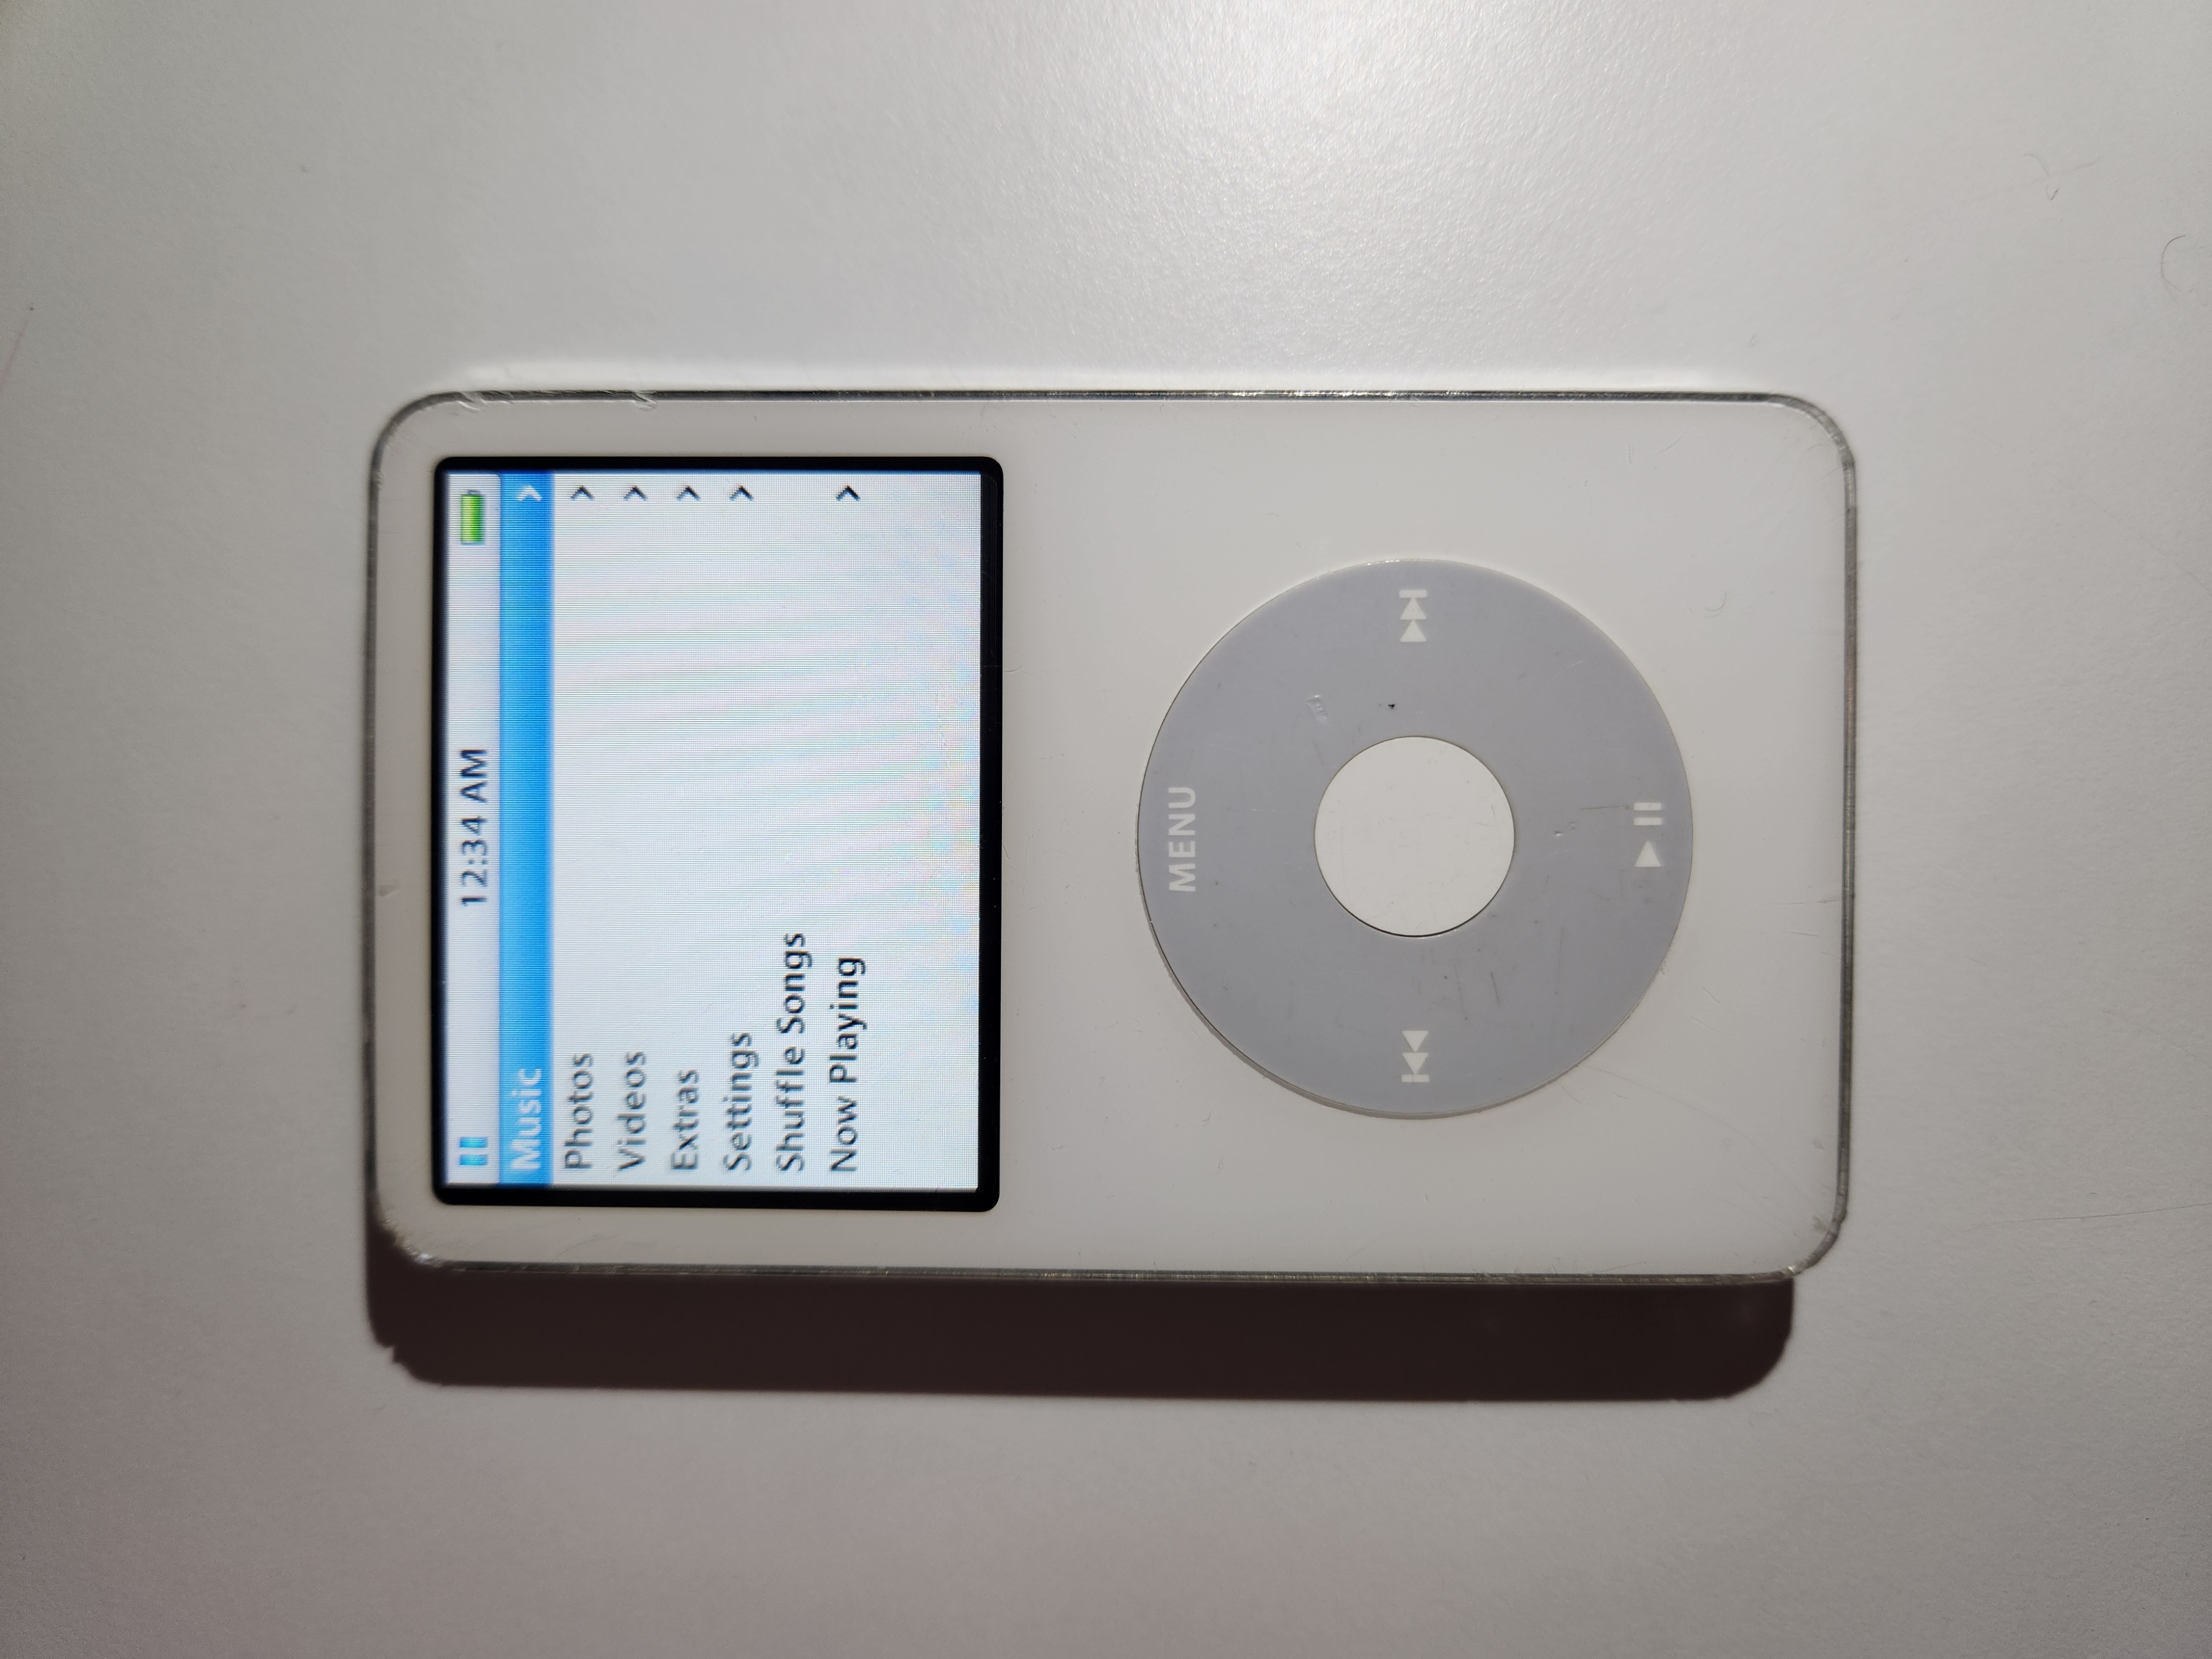 12:34 AM
Music
Photos
Videos
Extras
Settings
Shuffle Songs
Now Playing
MENU